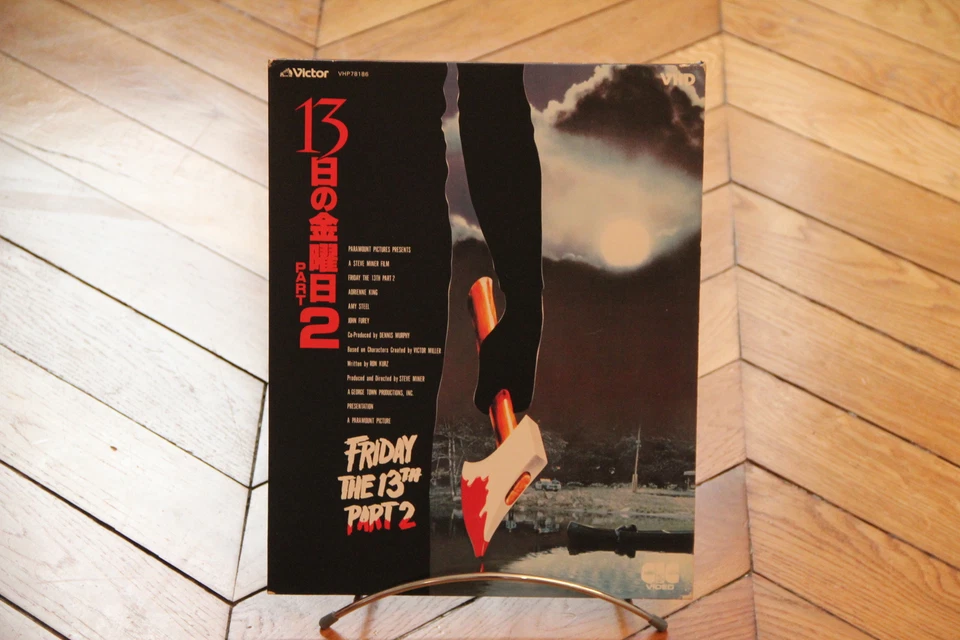 Victor VHP78186
VHD
13日の金曜日
PART
2
PARAMOUNT PICTURES PRESENTS
A STEVE MINER FILM
FRIDAY THE 13TH PART 2
ADRIENNE KING
AMY STEEL
JOHN FUREY
Co-Produced by DENNIS MURPHY
Based on Characters Created by VICTOR MILLER
Written by RON KURZ
Produced and Directed by STEVE MINER
A GEORGE TOWN PRODUCTIONS, INC
PRESENTATION
A PARAMOUNT PICTURE
FRIDAY
THE 13TH
PART 2
CIC
VIDEO